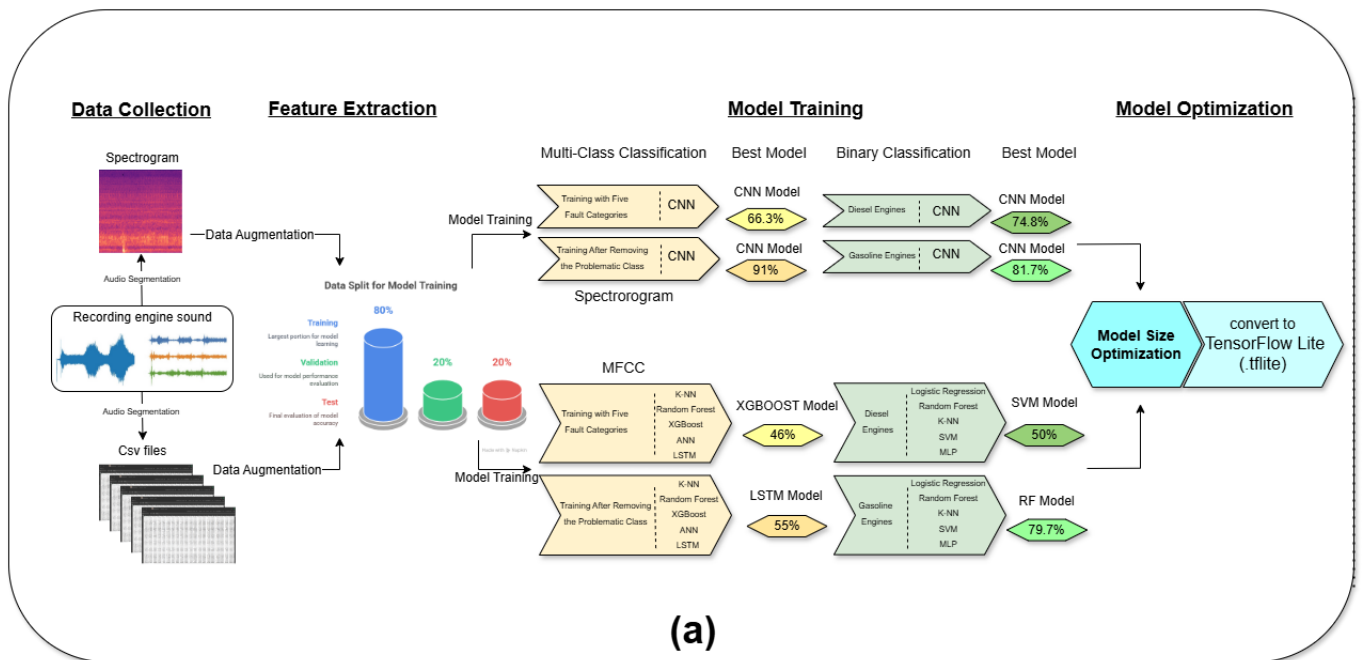 Data Collection
Feature Extraction
Model Training
Model Optimization
Spectrogram
Audio Segmentation
Recording engine sound
Audio Segmentation
Csv files
Data Augmentation
Data Augmentation
Data Split for Model Training
80%
Training
Largest portion for model
learning
Validation
Used for model performance
evaluation
Test
Final evaluation of model
accuracy
20%
20%
Model Training
Model Training
Multi-Class Classification
Best Model
Binary Classification
Best Model
Training with Five
Fault Categories
CNN
CNN Model
66.3%
Diesel Engines
CNN
CNN Model
74.8%
Training After Removing
the Problematic Class
CNN
CNN Model
91%
Gasoline Engines
CNN
CNN Model
81.7%
Spectrorogram
MFCC
Training with Five
Fault Categories
K-NN
Random Forest
XGBoost
ANN
LSTM
XGBOOST Model
46%
Diesel
Engines
Logistic Regression
Random Forest
K-NN
SVM
MLP
SVM Model
50%
Training After Removing
the Problematic Class
K-NN
Random Forest
XGBoost
ANN
LSTM
LSTM Model
55%
Gasoline
Engines
Logistic Regression
Random Forest
K-NN
SVM
MLP
RF Model
79.7%
Model Size
Optimization
convert to
TensorFlow Lite
(.tflite)
(a)